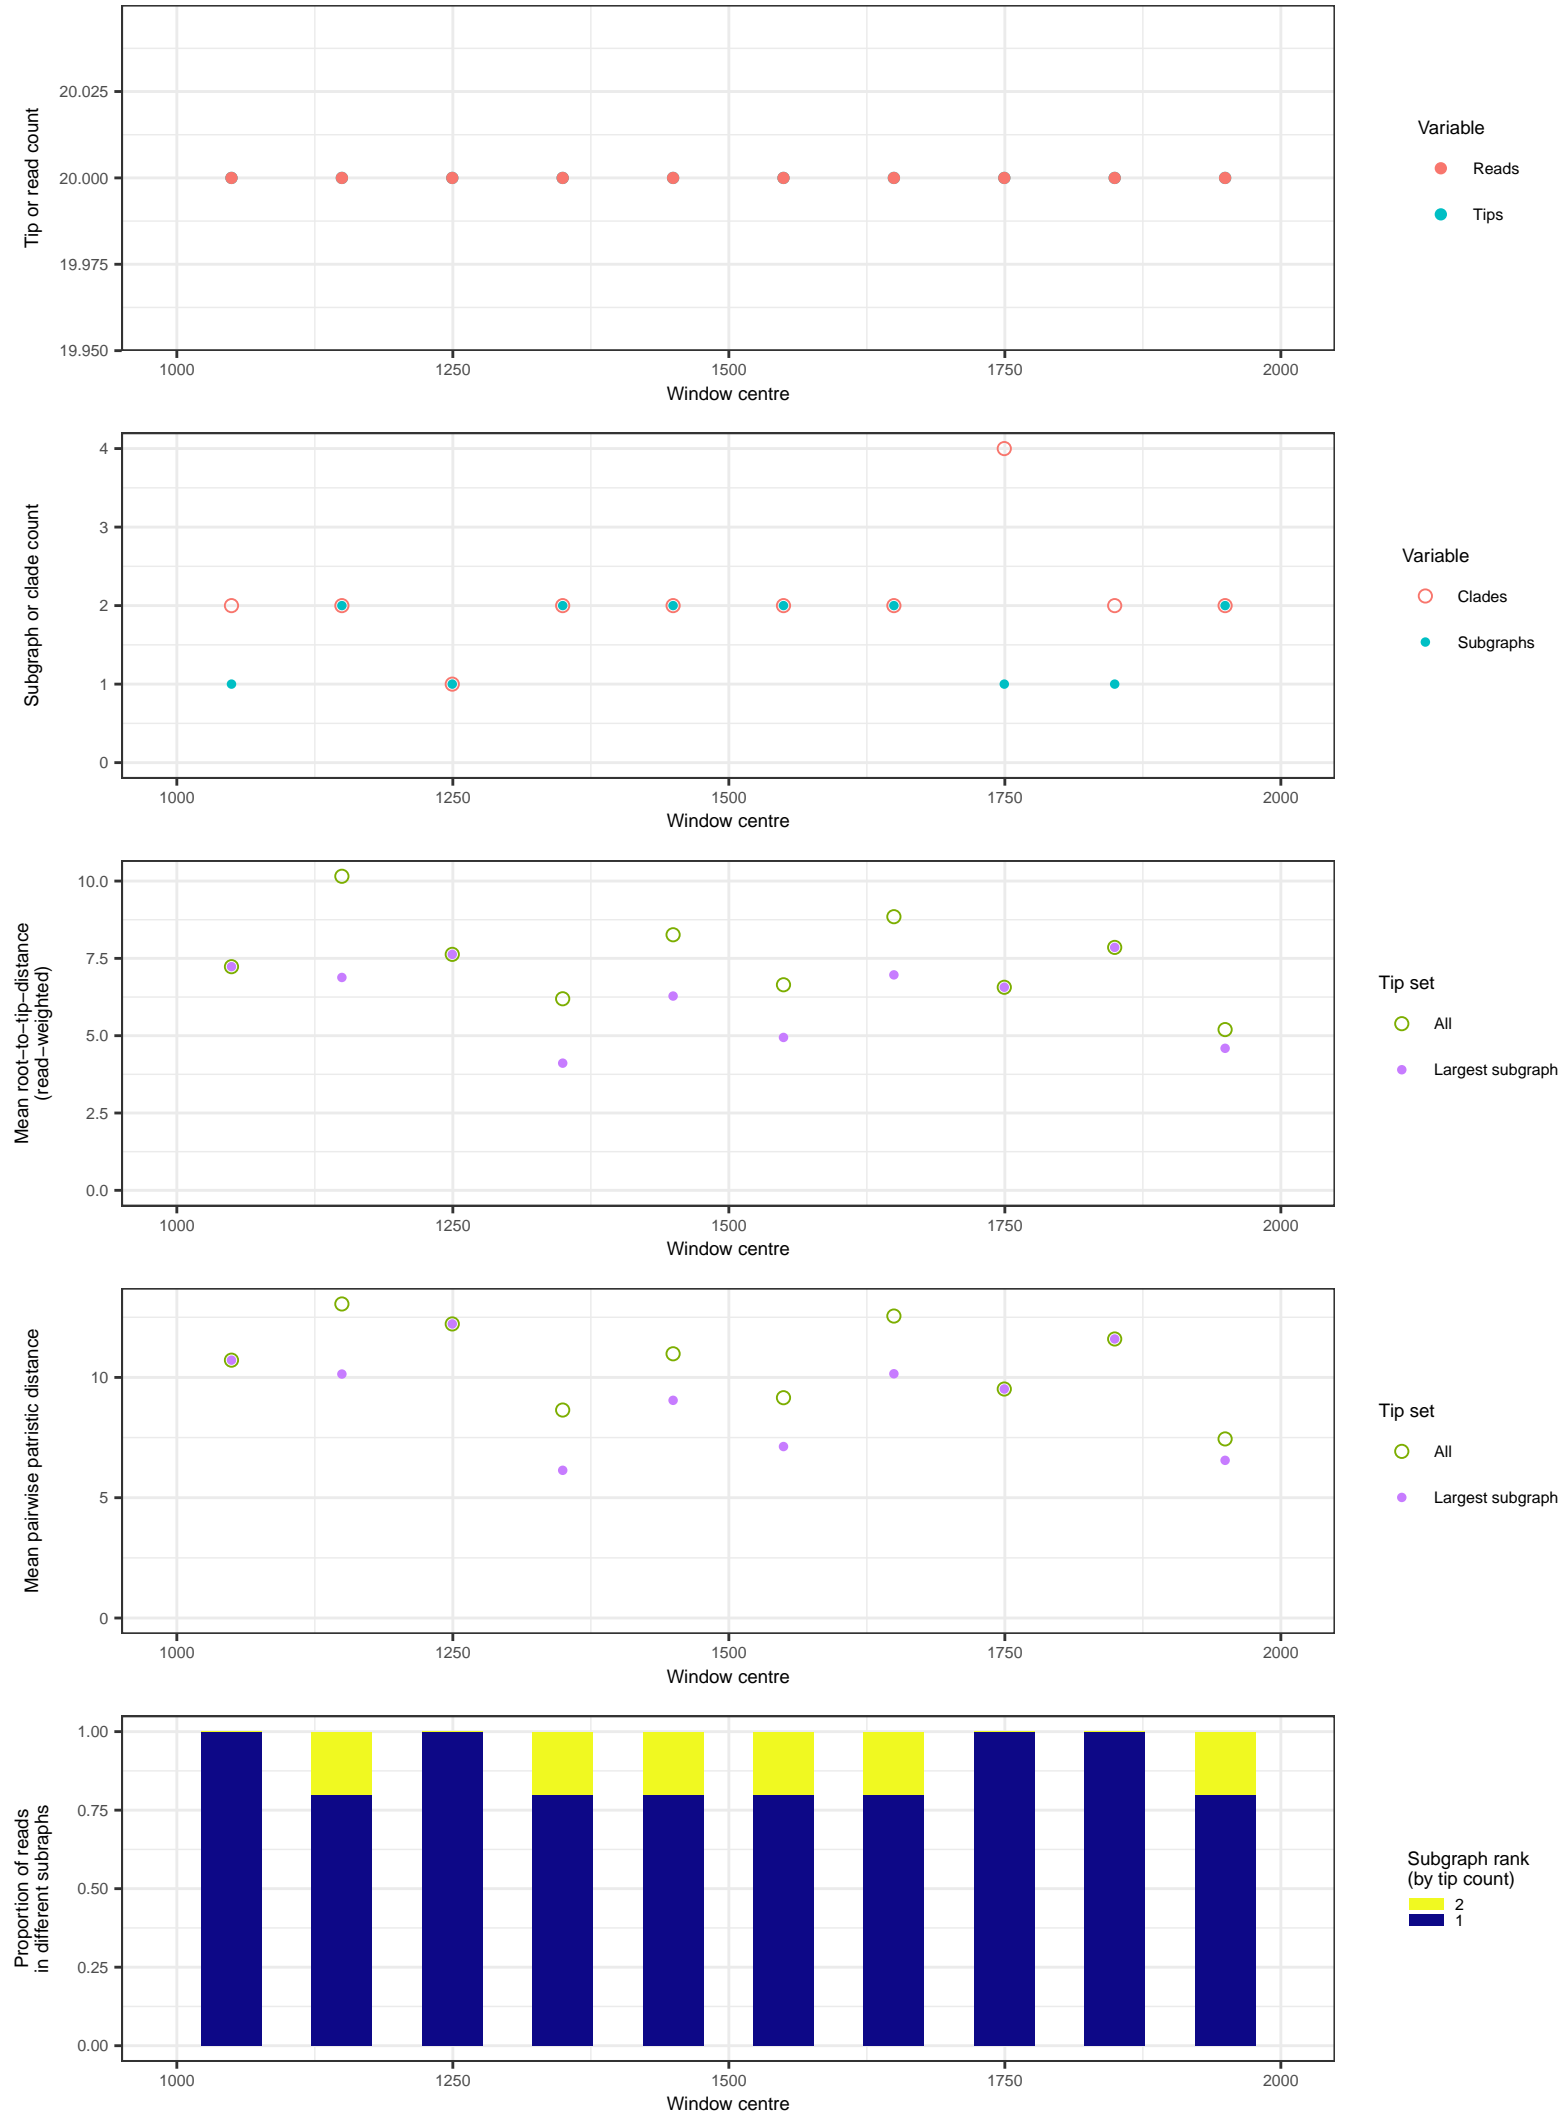 Tip or read count
20.025
20.000
19.975
19.950
1000
1250
1500
1750
2000
Window centre
Variable
Reads
Tips
Subgraph or clade count
4
3
2
1
0
1000
1250
1500
1750
2000
Window centre
Variable
Clades
Subgraphs
Mean root−to−tip−distance
(read−weighted)
10.0
7.5
5.0
2.5
0.0
1000
1250
1500
1750
2000
Window centre
Tip set
All
Largest subgraph
Mean pairwise patristic distance
10
5
0
1000
1250
1500
1750
2000
Window centre
Tip set
All
Largest subgraph
Proportion of reads
in different subraphs
1.00
0.75
0.50
0.25
0.00
1000
1250
1500
1750
2000
Window centre
Subgraph rank
(by tip count)
2
1